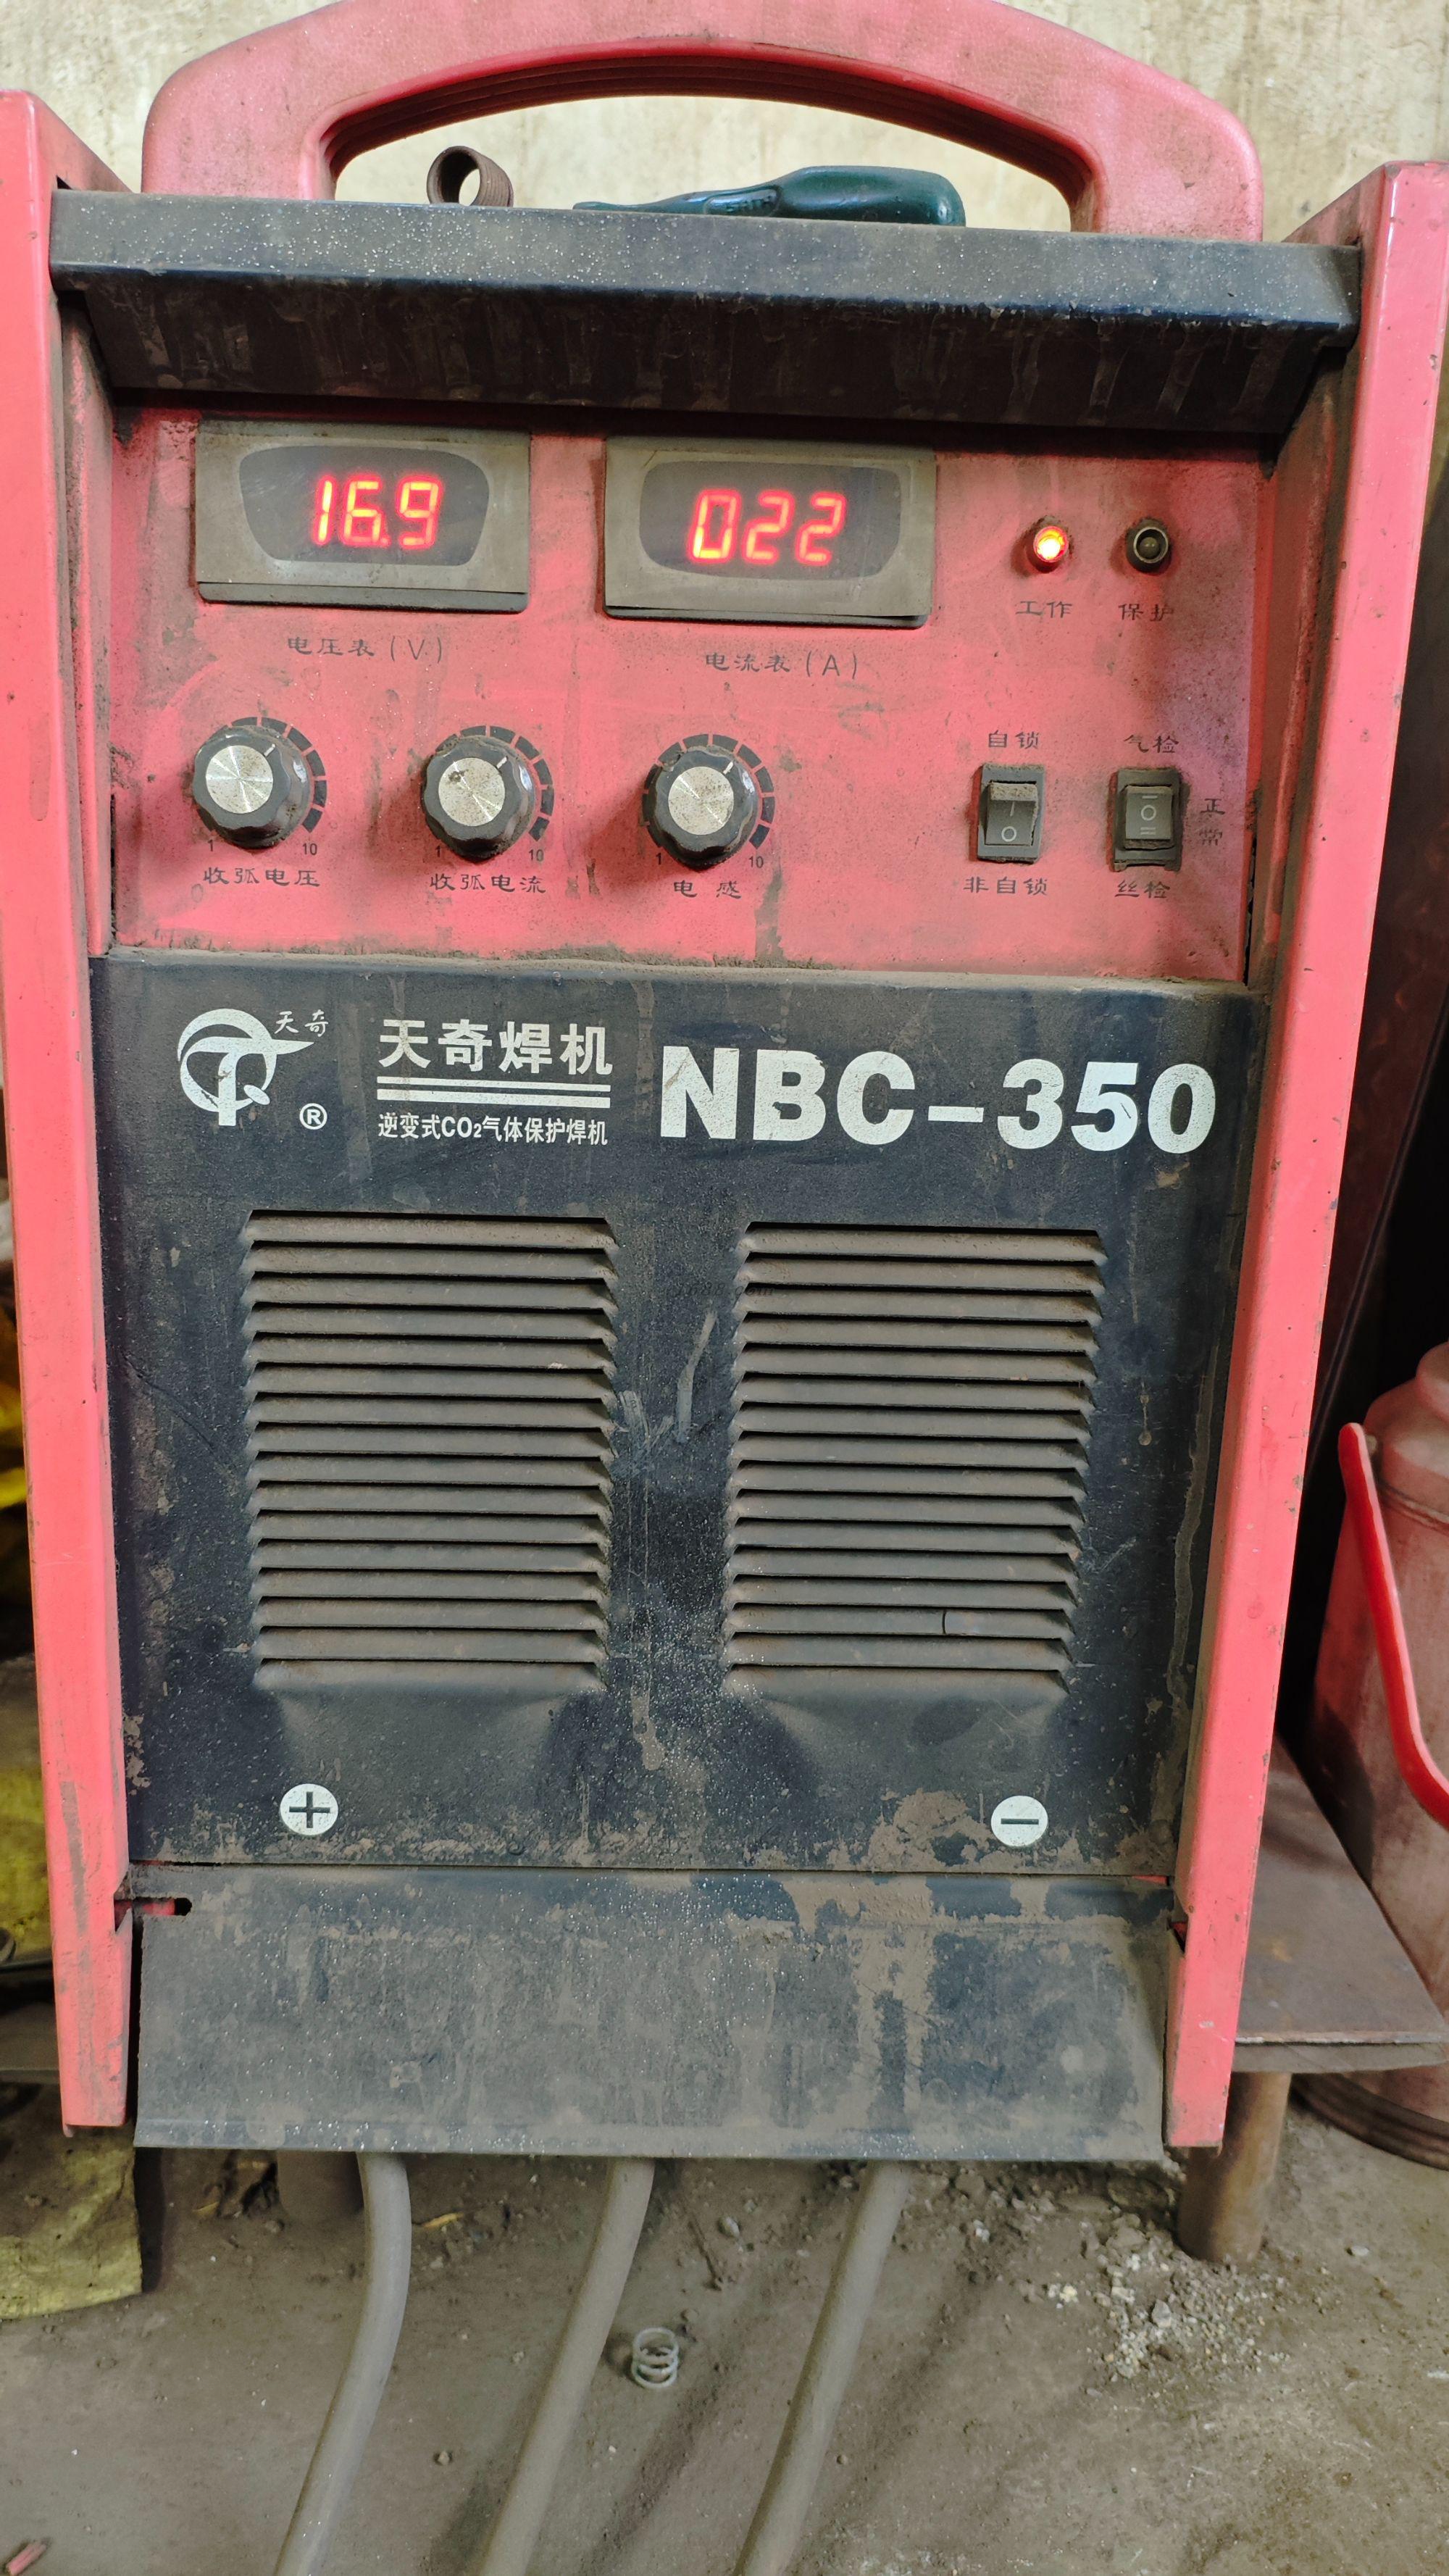 16.9
022
工作
保护
电压表(V)
电流表(A)
自锁
气检
正常
1 10
1 10
1 10
收弧电压
收弧电流
电感
非自锁
丝检
天奇
天奇焊机
NBC-350
®
逆变式CO₂气体保护焊机
+
-